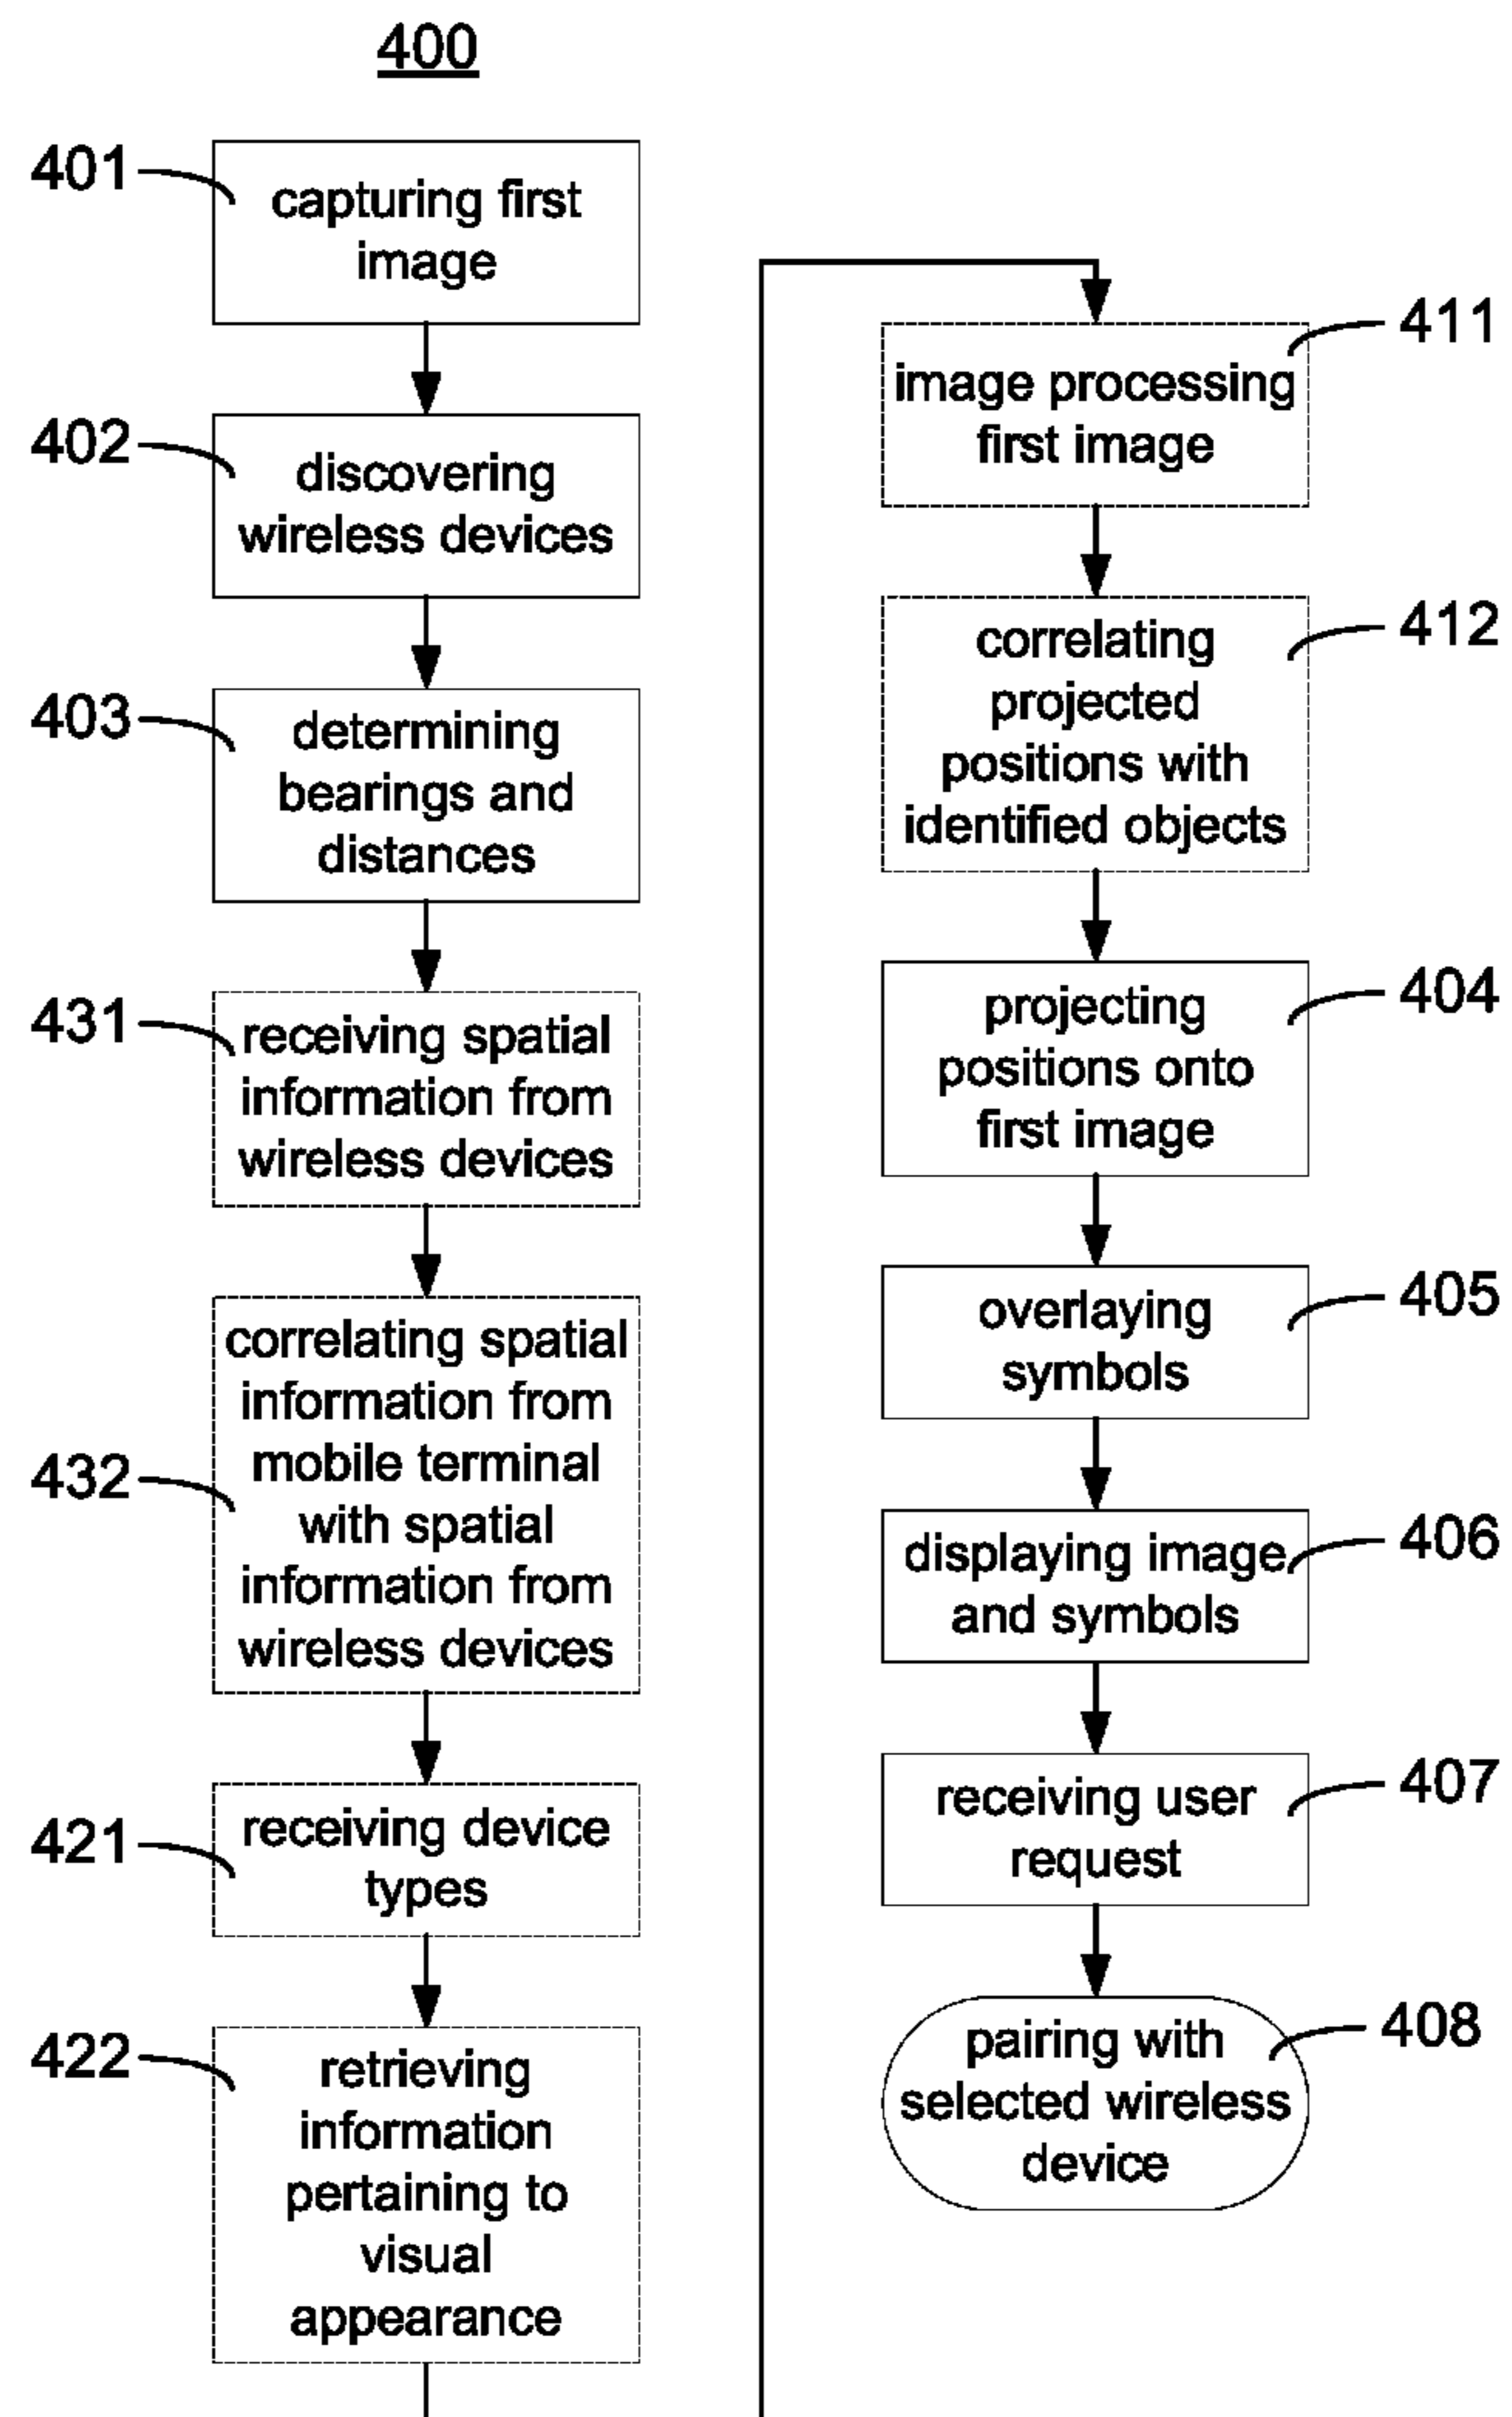 400
401
capturing first
image
402
discovering
wireless devices
403
determining
bearings and
distances
431
receiving spatial
information from
wireless devices
432
correlating spatial
information from
mobile terminal
with spatial
information from
wireless devices
421
receiving device
types
422
retrieving
information
pertaining to
visual
appearance
411
image processing
first image
412
correlating
projected
positions with
identified objects
404
projecting
positions onto
first image
405
overlaying
symbols
406
displaying image
and symbols
407
receiving user
request
408
pairing with
selected wireless
device